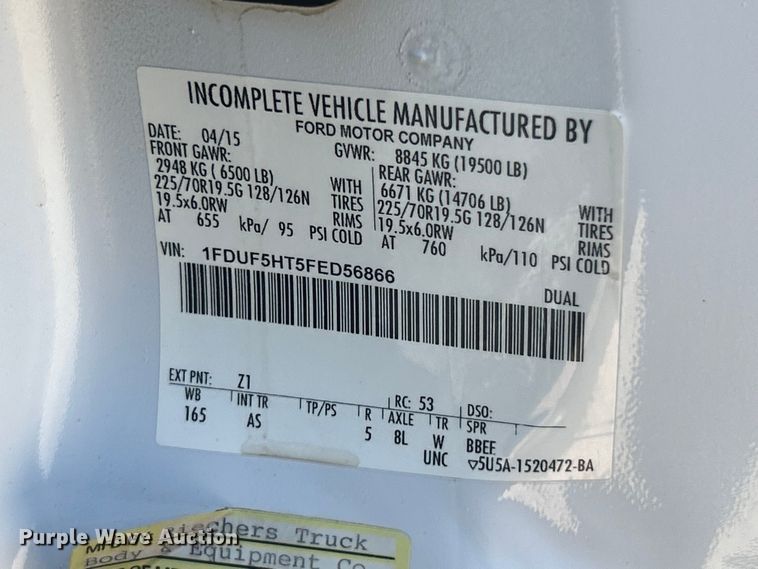 INCOMPLETE VEHICLE MANUFACTURED BY
FORD MOTOR COMPANY
DATE: 04/15 GVWR: 8845 KG (19500 LB)
FRONT GAWR: REAR GAWR:
2948 KG ( 6500 LB) 6671 KG (14706 LB)
225/70R19.5G 128/126N WITH TIRES 225/70R19.5G 128/126N WITH TIRES
19.5x6.0RW RIMS 19.5x6.0RW RIMS
AT 655 kPa/ 95 PSI COLD AT 760 kPa/110 PSI COLD
VIN: 1FDUF5HT5FED56866
DUAL
EXT PNT: Z1 RC: 53 DSO:
WB INT TR TP/PS R AXLE TR SPR
165 AS 5 8L W BBEF
UNC ▽5U5A-1520472-BA
Riechers Truck
Body & Equipment Co
Purple Wave Auction